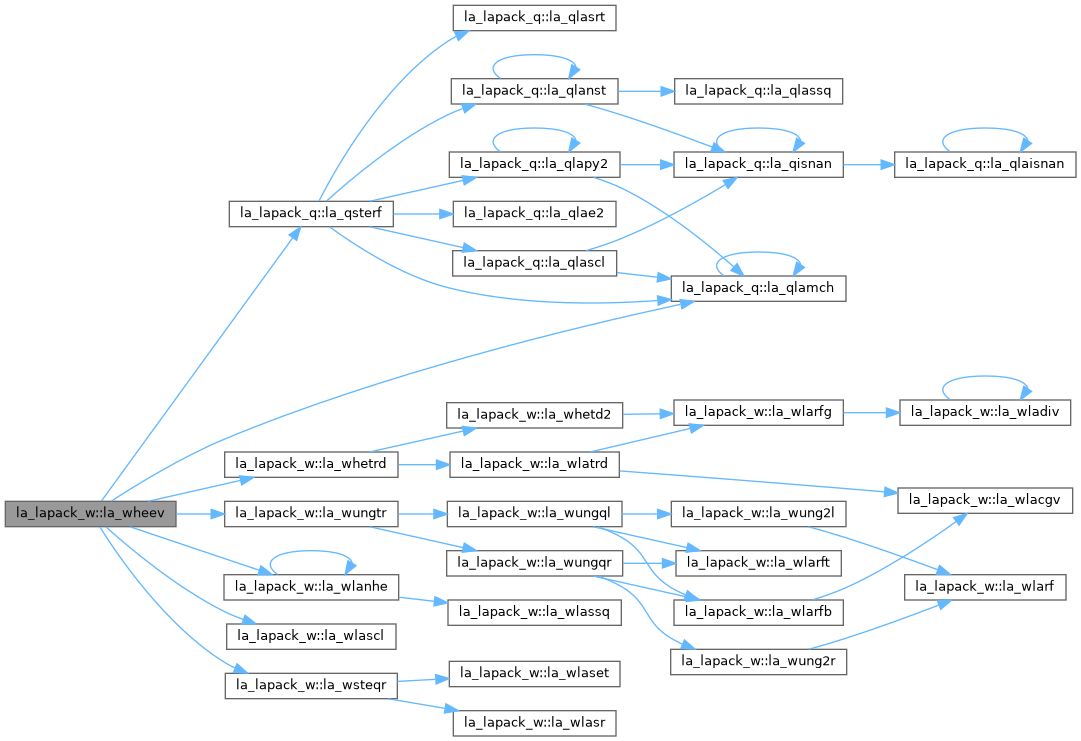 la_lapack_q::la_qlasrt
la_lapack_q::la_qlanst
la_lapack_q::la_qlassq
la_lapack_q::la_qlapy2
la_lapack_q::la_qisnan
la_lapack_q::la_qlaisnan
la_lapack_q::la_qsterf
la_lapack_q::la_qlae2
la_lapack_q::la_qlascl
la_lapack_q::la_qlamch
la_lapack_w::la_whetd2
la_lapack_w::la_wlarfg
la_lapack_w::la_wladiv
la_lapack_w::la_whetrd
la_lapack_w::la_wlatrd
la_lapack_w::la_wlacgv
la_lapack_w::la_wheev
la_lapack_w::la_wungtr
la_lapack_w::la_wungql
la_lapack_w::la_wung2l
la_lapack_w::la_wungqr
la_lapack_w::la_wlarft
la_lapack_w::la_wlanhe
la_lapack_w::la_wlarf
la_lapack_w::la_wlassq
la_lapack_w::la_wlarfb
la_lapack_w::la_wlascl
la_lapack_w::la_wung2r
la_lapack_w::la_wsteqr
la_lapack_w::la_wlaset
la_lapack_w::la_wlasr